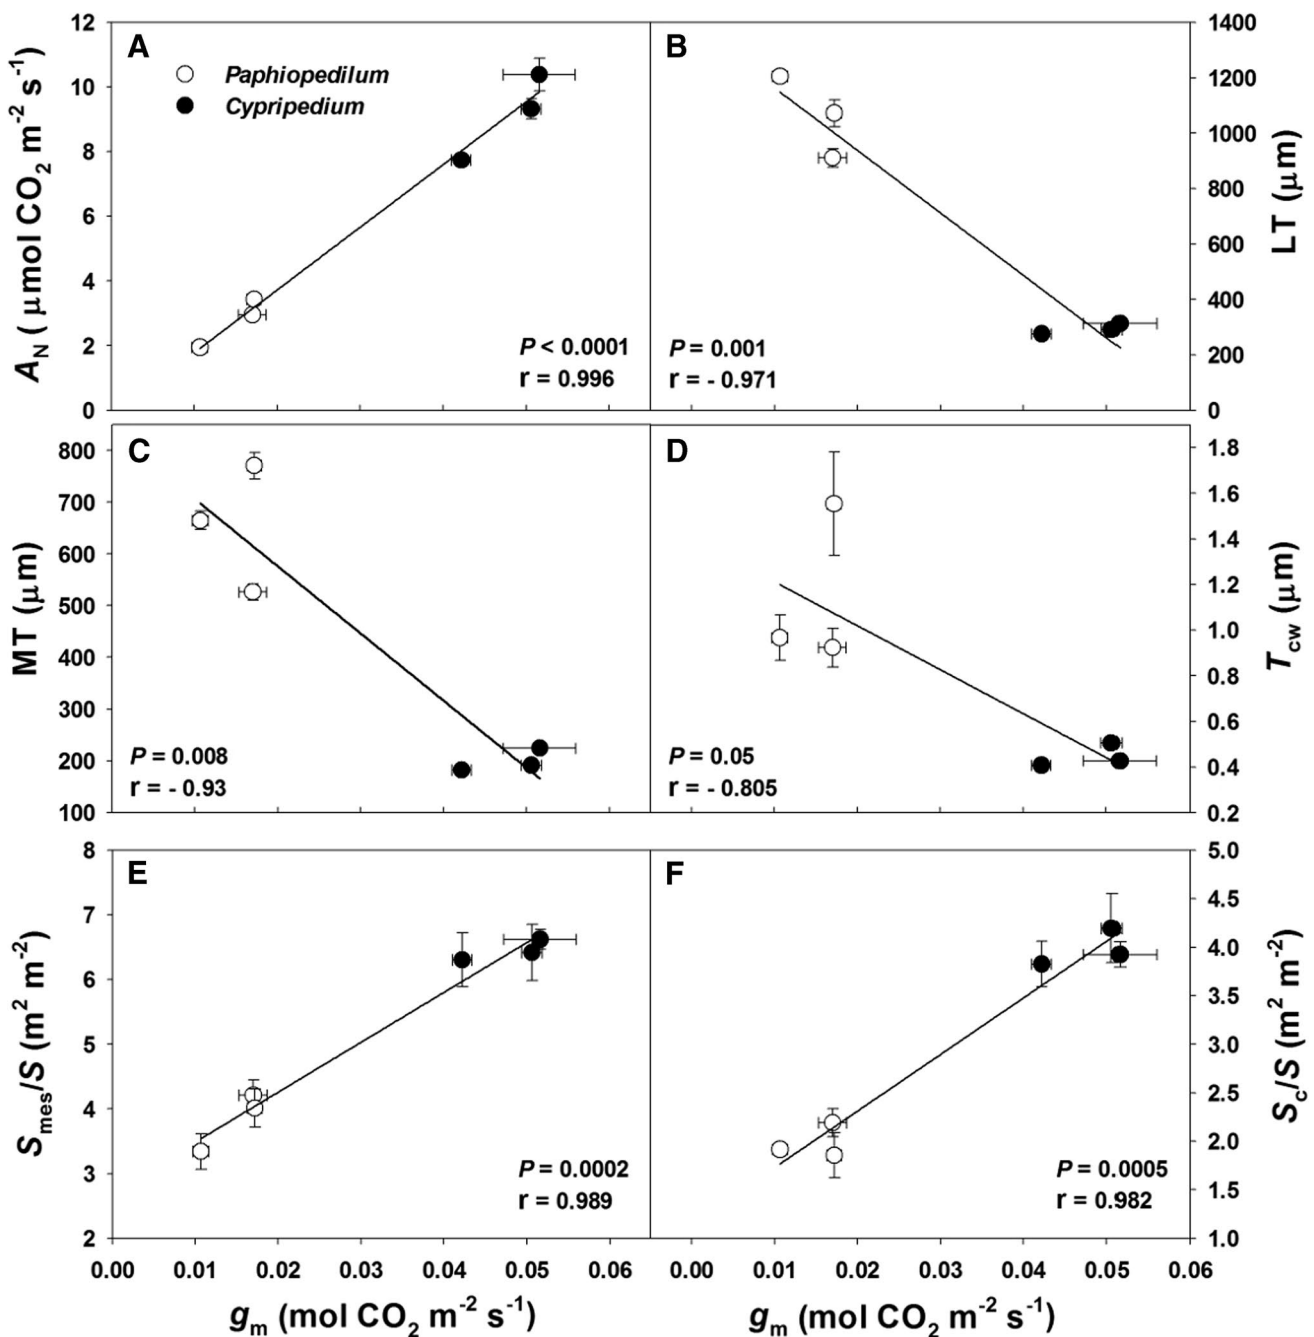 A
Paphiopedilum
Cypripedium
P < 0.0001
r = 0.996
12
10
8
6
4
2
0
A_N ( μmol CO₂ m⁻² s⁻¹)
B
P = 0.001
r = - 0.971
1400
1200
1000
800
600
400
200
0
LT (μm)
C
P = 0.008
r = - 0.93
800
700
600
500
400
300
200
100
MT (μm)
D
P = 0.05
r = - 0.805
1.8
1.6
1.4
1.2
1.0
0.8
0.6
0.4
0.2
T_cw (μm)
E
P = 0.0002
r = 0.989
8
7
6
5
4
3
2
S_mes/S (m² m⁻²)
F
P = 0.0005
r = 0.982
5.0
4.5
4.0
3.5
3.0
2.5
2.0
1.5
1.0
S_c/S (m² m⁻²)
0.00 0.01 0.02 0.03 0.04 0.05 0.06
0.00 0.01 0.02 0.03 0.04 0.05 0.06
g_m (mol CO₂ m⁻² s⁻¹)
g_m (mol CO₂ m⁻² s⁻¹)